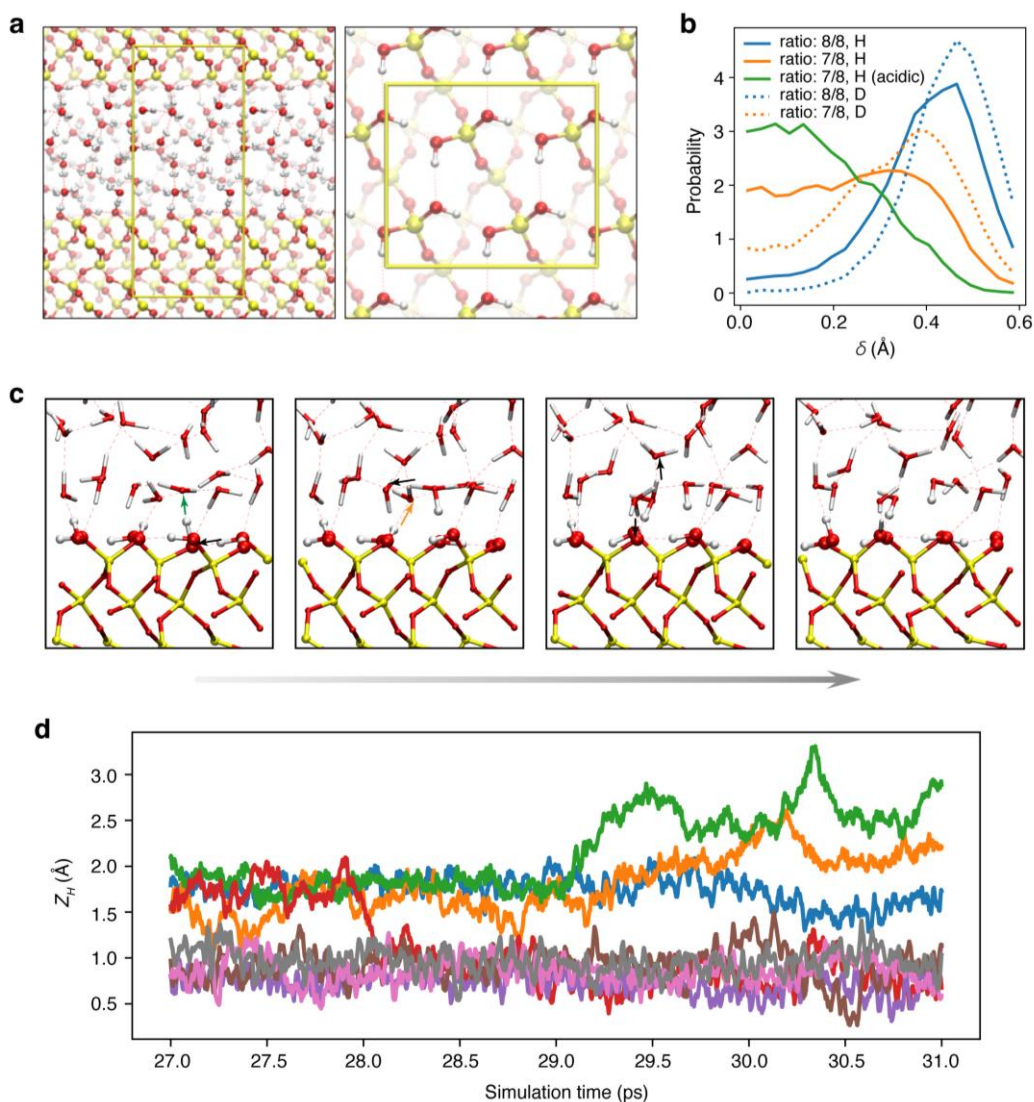 a
b
ratio: 8/8, H
ratio: 7/8, H
ratio: 7/8, H (acidic)
ratio: 8/8, D
ratio: 7/8, D
4
3
2
1
0
Probability
0.0 0.2 0.4 0.6
δ (Å)
c
d
3.0
2.5
2.0
1.5
1.0
0.5
Z_H (Å)
27.0 27.5 28.0 28.5 29.0 29.5 30.0 30.5 31.0
Simulation time (ps)